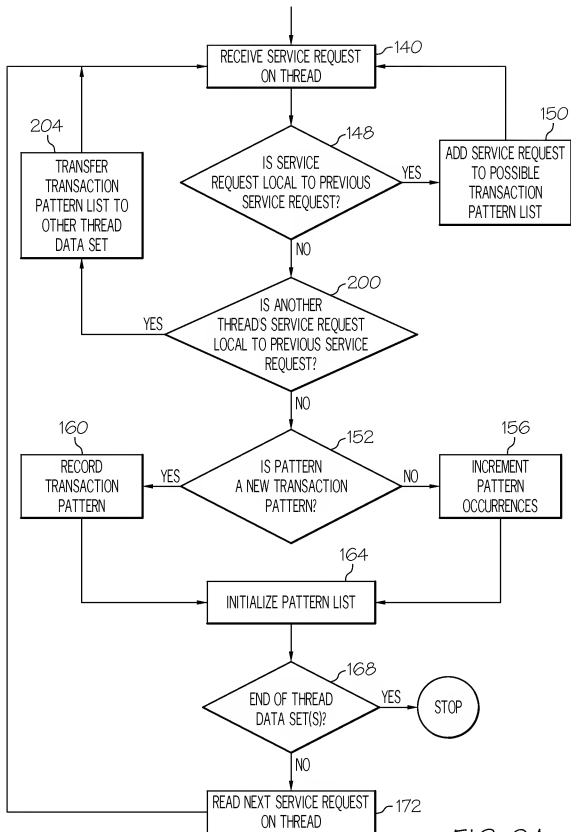 RECEIVE SERVICE REQUEST
ON THREAD
140
148
IS SERVICE
REQUEST LOCAL TO PREVIOUS
SERVICE REQUEST?
YES
150
ADD SERVICE REQUEST
TO POSSIBLE
TRANSACTION
PATTERN LIST
204
TRANSFER
TRANSACTION
PATTERN LIST TO
OTHER THREAD
DATA SET
NO
200
IS ANOTHER
THREAD'S SERVICE REQUEST
LOCAL TO PREVIOUS SERVICE
REQUEST?
YES
NO
160
RECORD
TRANSACTION
PATTERN
YES
152
IS PATTERN
A NEW TRANSACTION
PATTERN?
NO
156
INCREMENT
PATTERN
OCCURRENCES
164
INITIALIZE PATTERN LIST
168
END OF THREAD
DATA SET(S)?
YES
STOP
NO
READ NEXT SERVICE REQUEST
ON THREAD
172